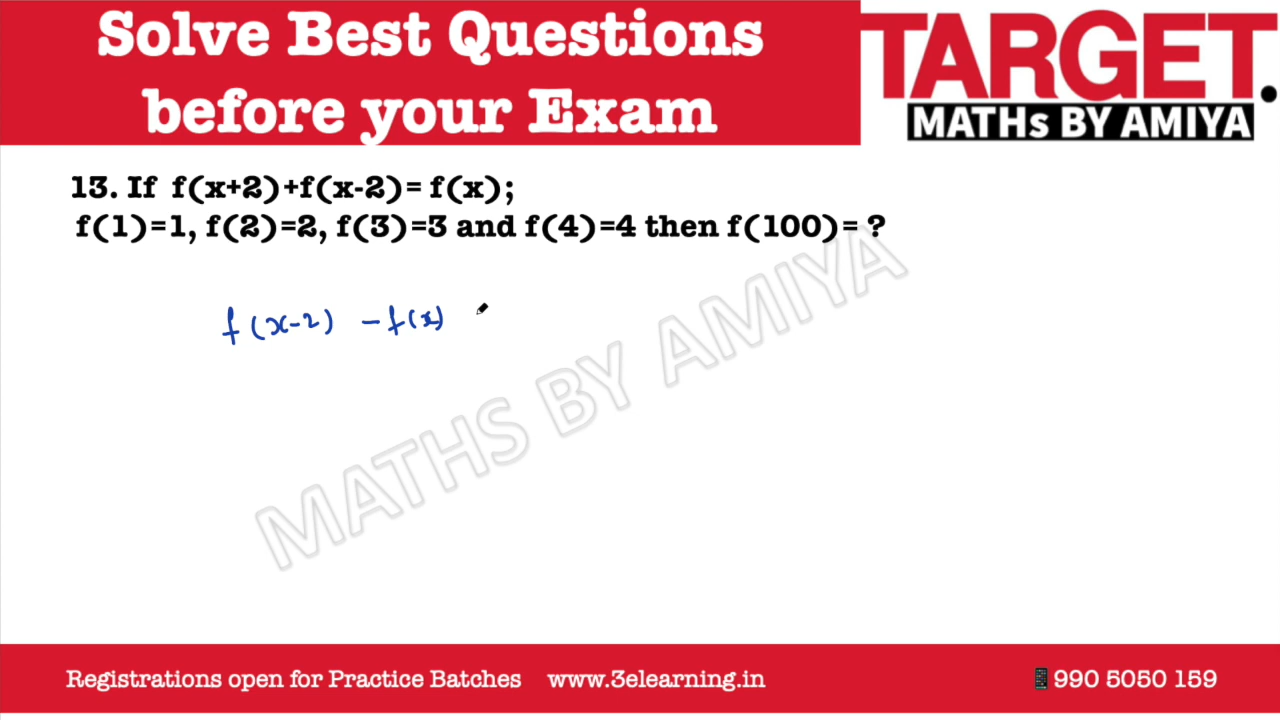 Solve Best Questions
before your Exam
TARGET.
MATHs BY AMIYA
13. If f(x+2)+f(x-2)= f(x);
f(1)=1, f(2)=2, f(3)=3 and f(4)=4 then f(100)= ?
f(x-2) -f(x)
MATHS BY AMIYA
Registrations open for Practice Batches www.3elearning.in 990 5050 159